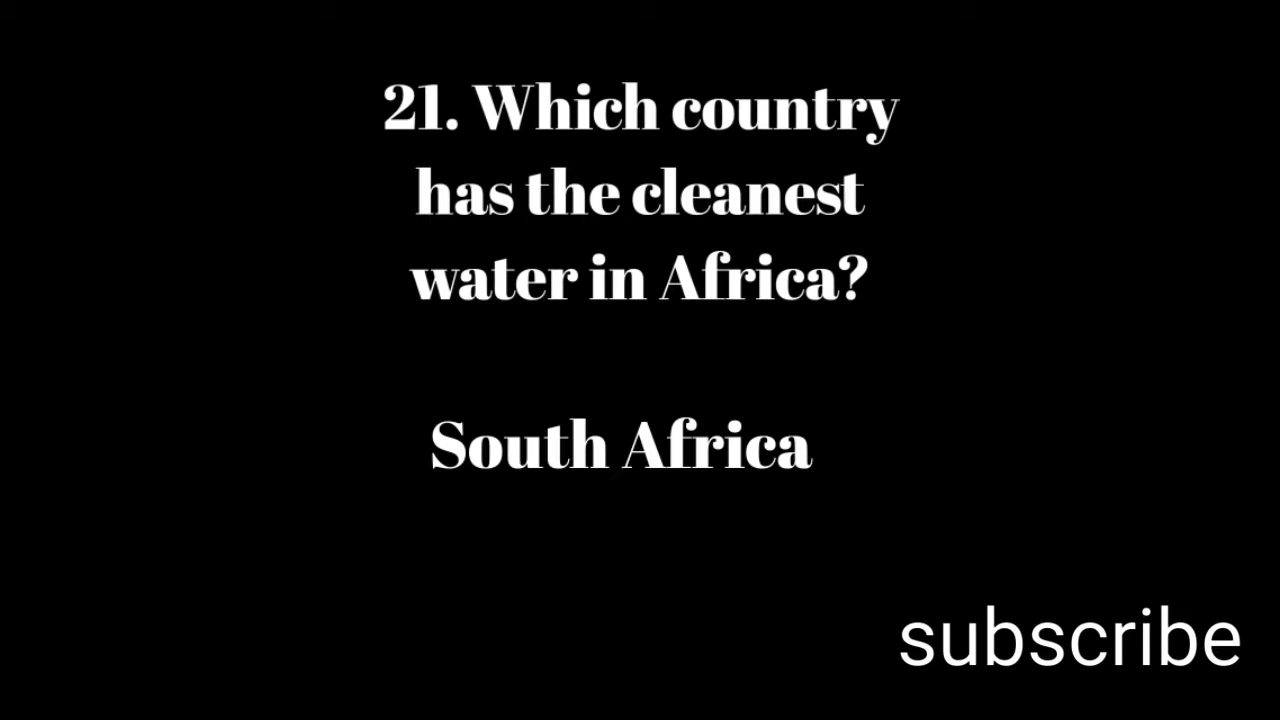 21. Which country
has the cleanest
water in Africa?
South Africa
subscribe